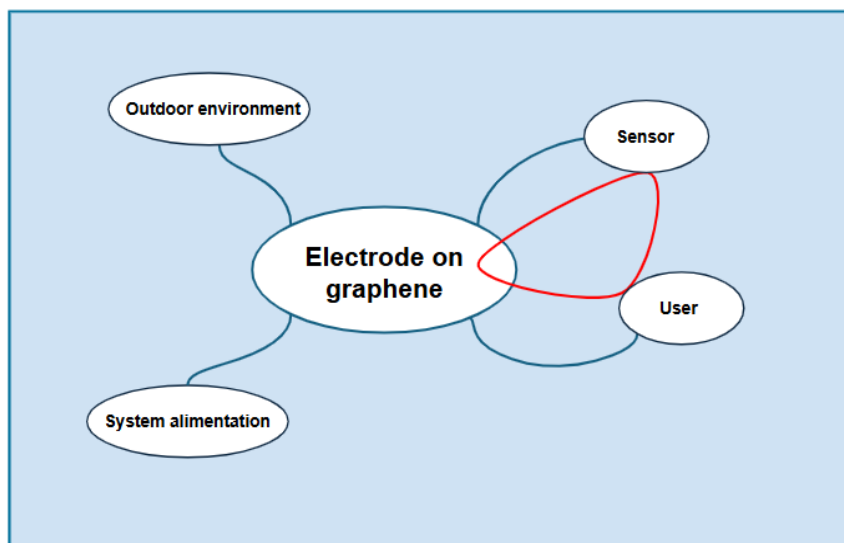 Outdoor environment
Sensor
Electrode on
graphene
User
System alimentation